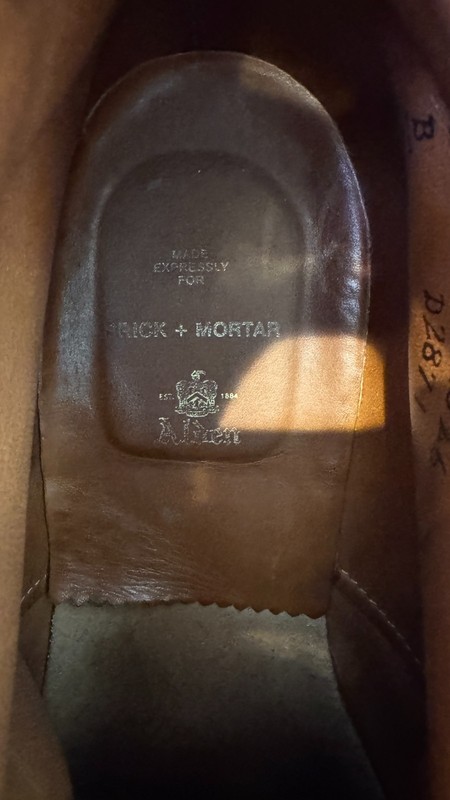 MADE
EXPRESSLY
FOR
BRICK + MORTAR
EST. 1884
Alden
B